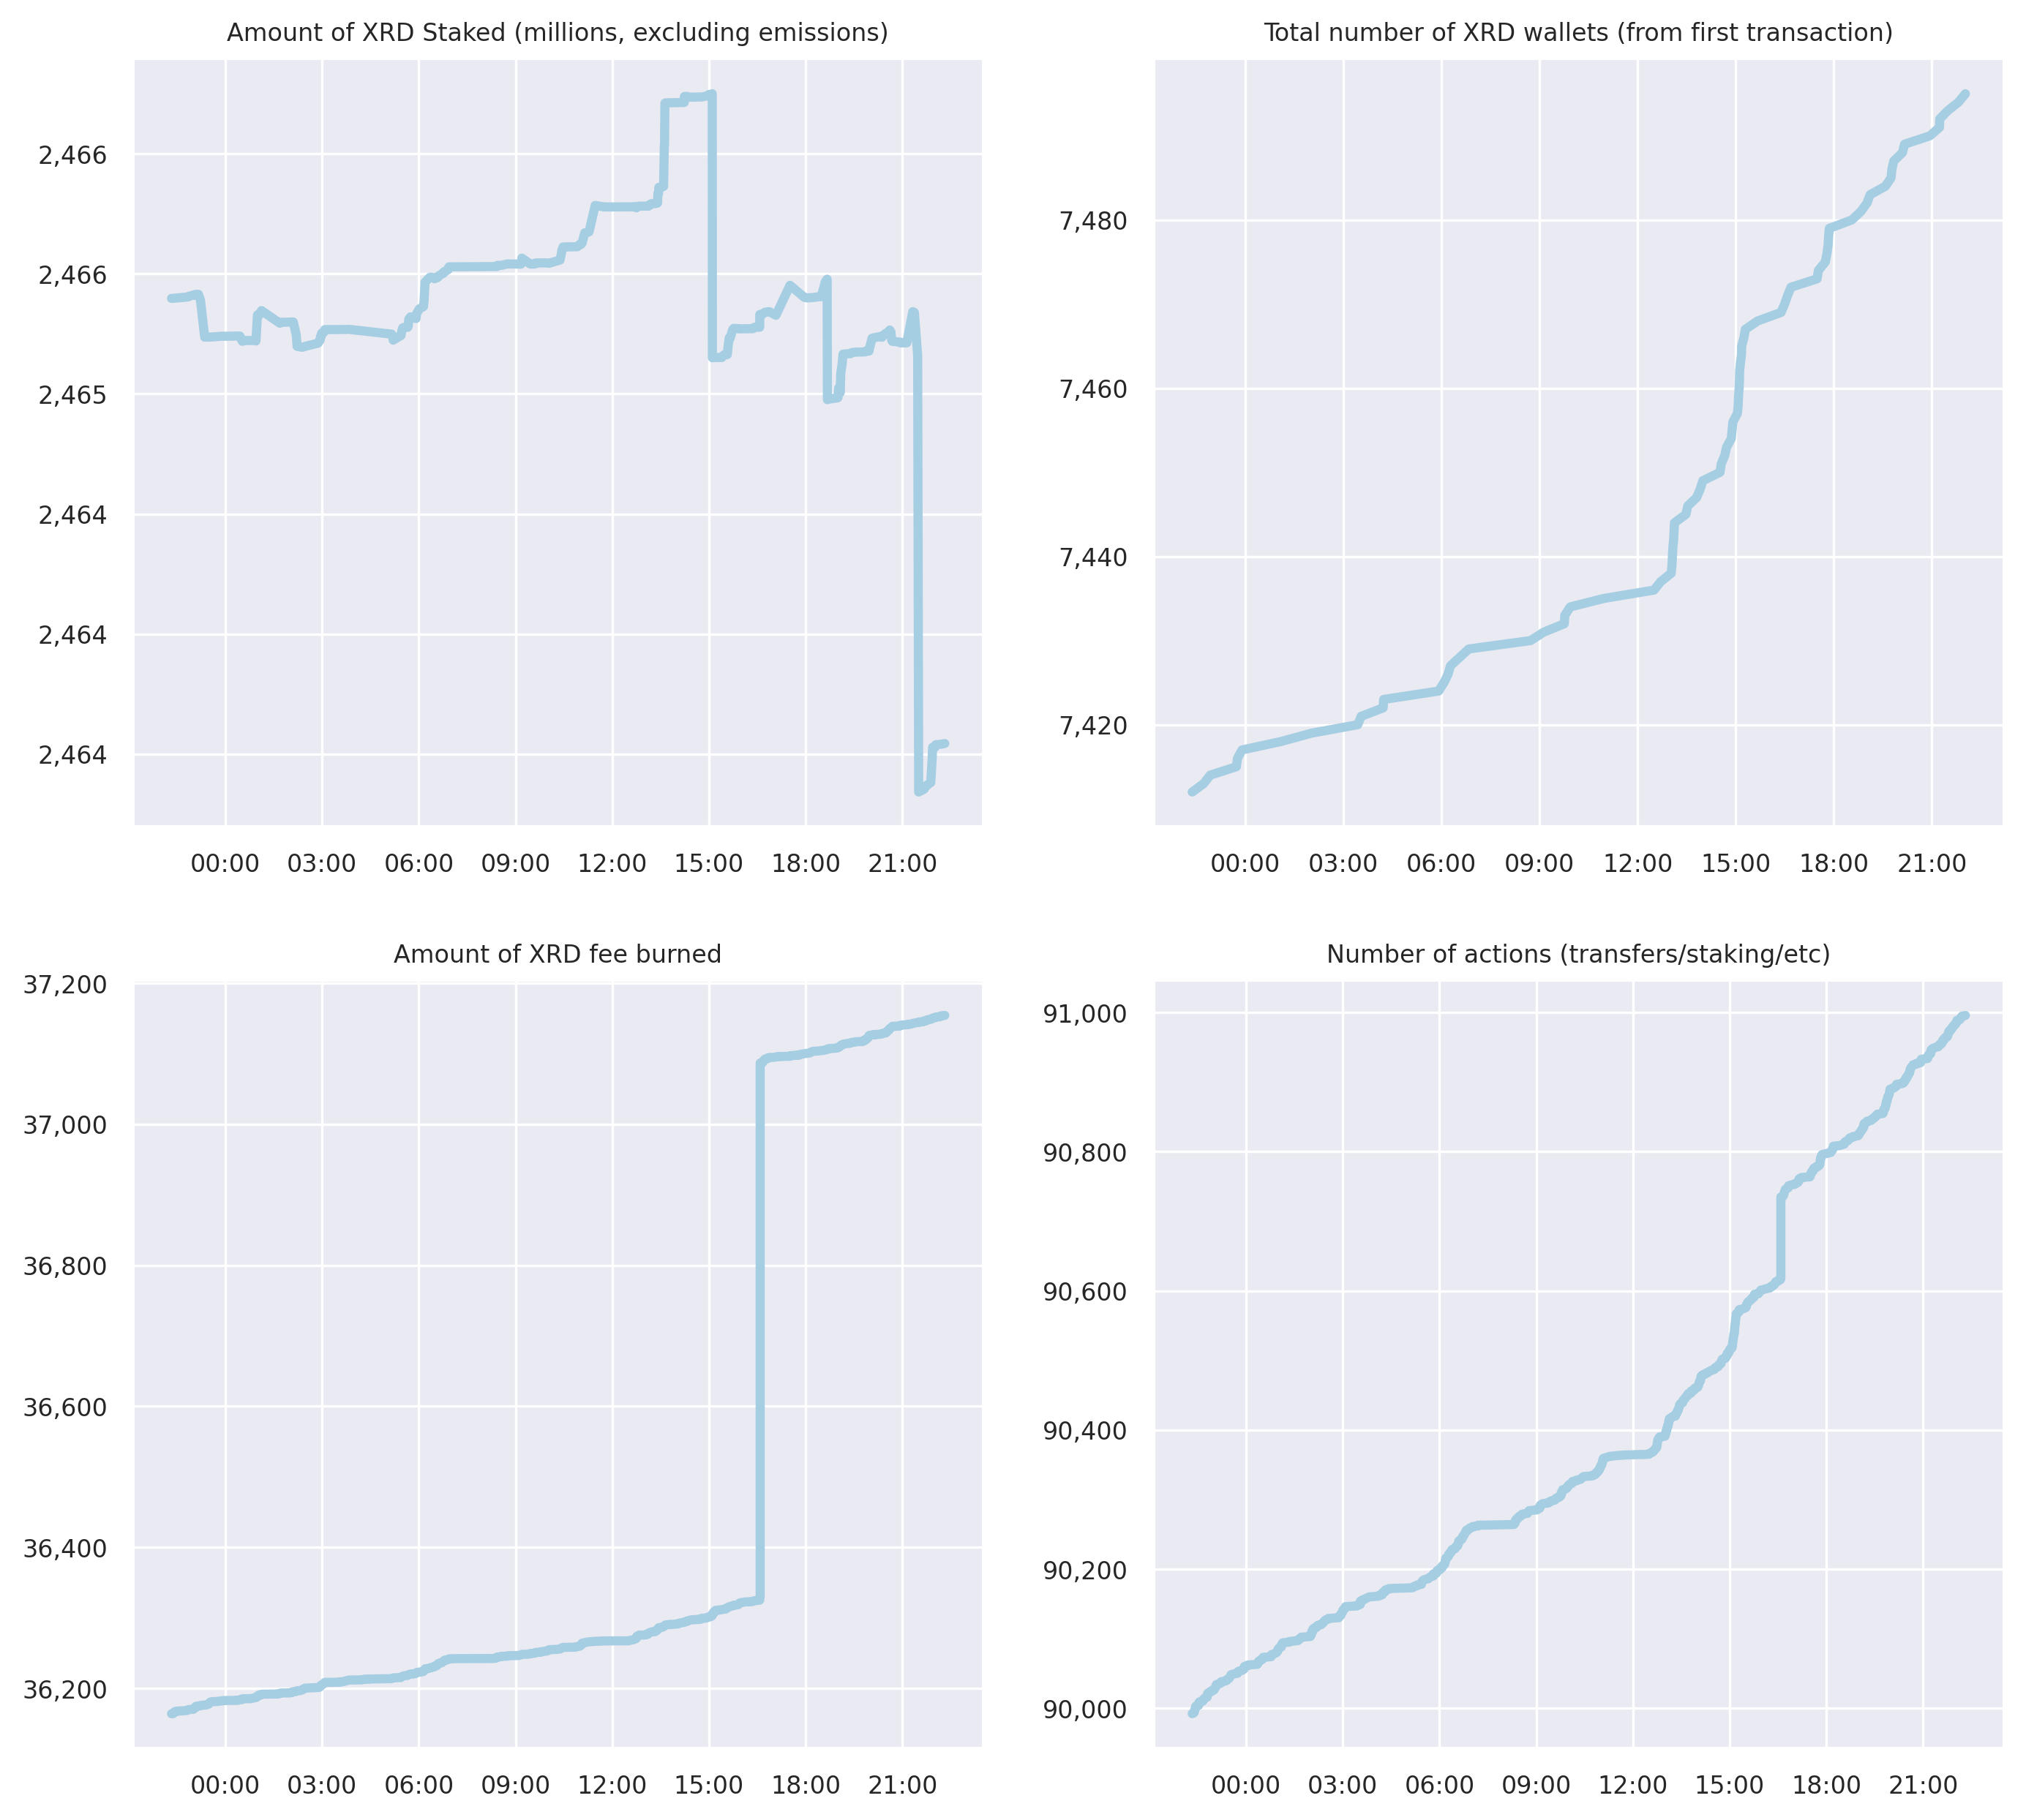 Amount of XRD Staked (millions, excluding emissions)
2,466
2,466
2,465
2,464
2,464
2,464
00:00 03:00 06:00 09:00 12:00 15:00 18:00 21:00
Total number of XRD wallets (from first transaction)
7,480
7,460
7,440
7,420
00:00 03:00 06:00 09:00 12:00 15:00 18:00 21:00
Amount of XRD fee burned
37,200
37,000
36,800
36,600
36,400
36,200
00:00 03:00 06:00 09:00 12:00 15:00 18:00 21:00
Number of actions (transfers/staking/etc)
91,000
90,800
90,600
90,400
90,200
90,000
00:00 03:00 06:00 09:00 12:00 15:00 18:00 21:00